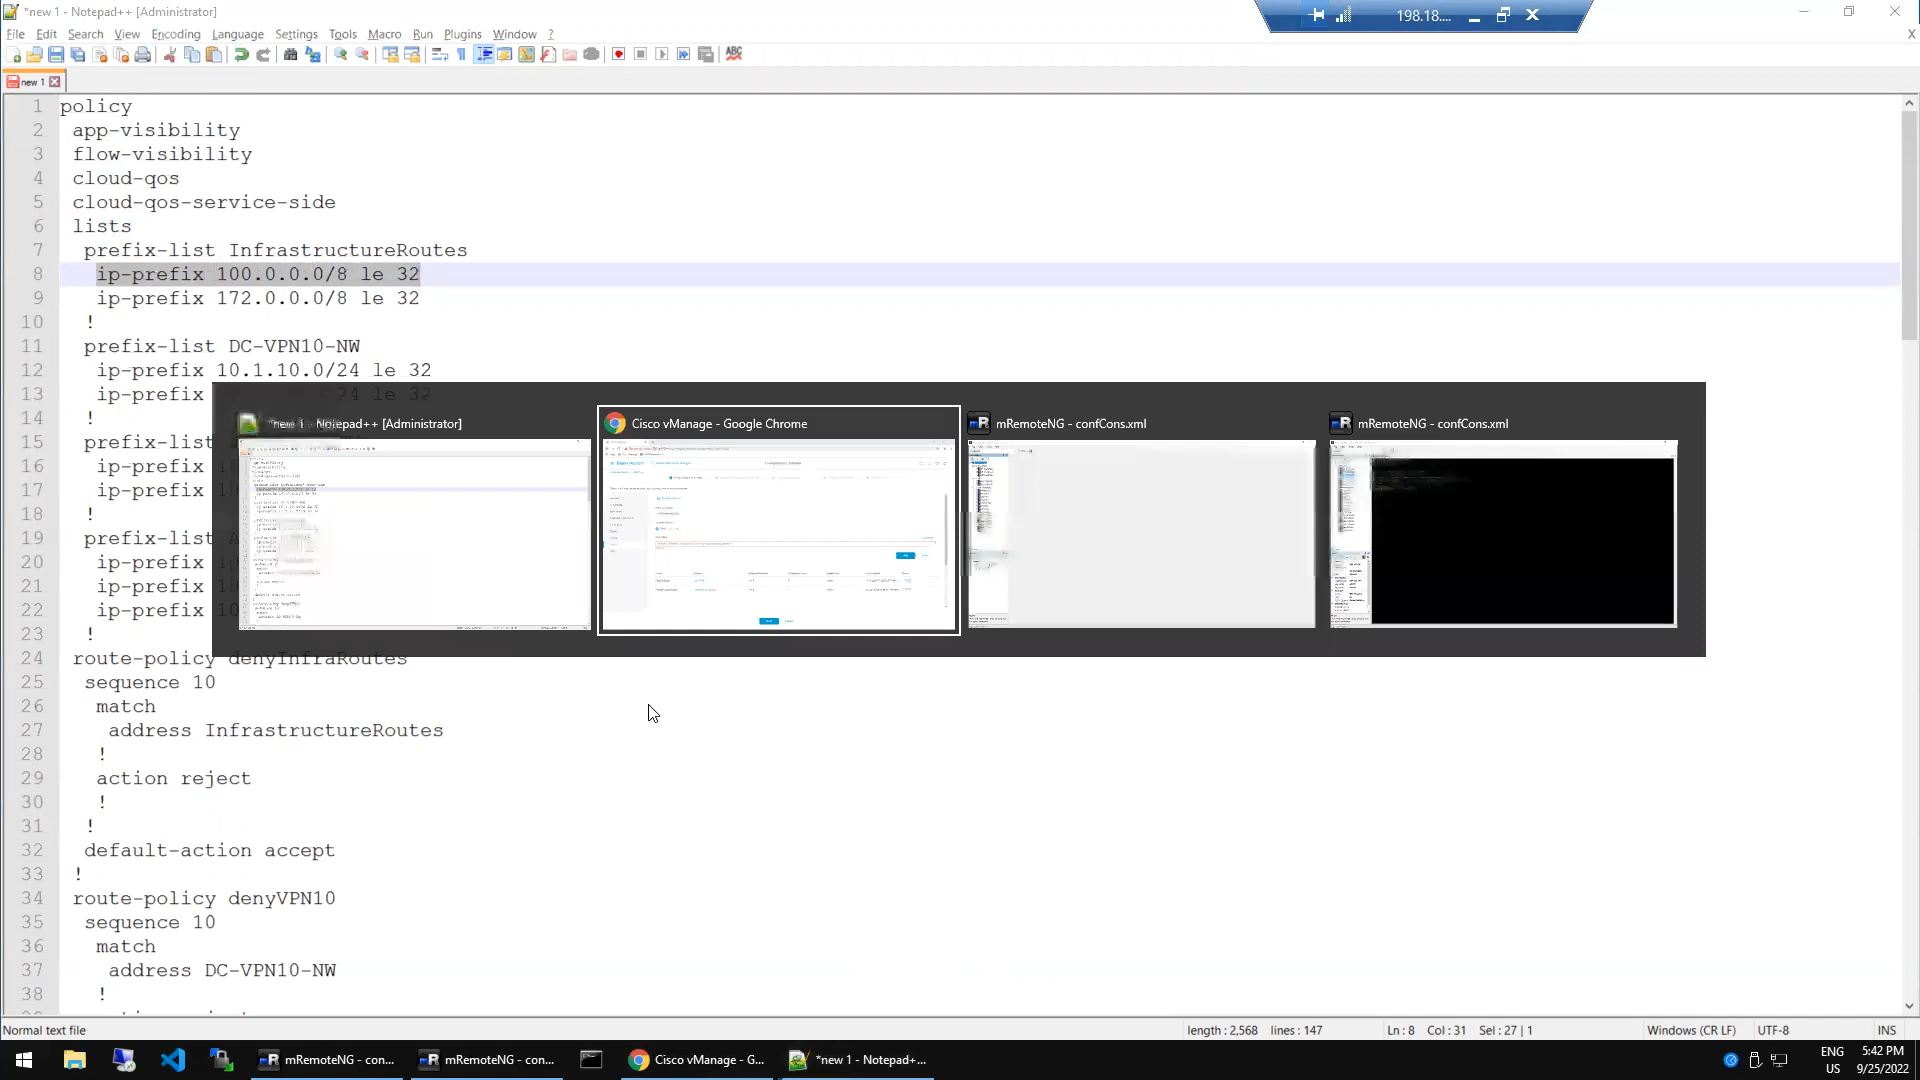 *new 1 - Notepad++ [Administrator]
198.18....
File Edit Search View Encoding Language Settings Tools Macro Run Plugins Window ? X
new 1
1 policy
2 app-visibility
3 flow-visibility
4 cloud-qos
5 cloud-qos-service-side
6 lists
7 prefix-list InfrastructureRoutes
8 ip-prefix 100.0.0.0/8 le 32
9 ip-prefix 172.0.0.0/8 le 32
10 !
11 prefix-list DC-VPN10-NW
12 ip-prefix 10.1.10.0/24 le 32
13 ip-prefix 24 le 32
14 !
*new 1 - Notepad++ [Administrator]
Cisco vManage - Google Chrome
mRemoteNG - confCons.xml
mRemoteNG - confCons.xml
15 prefix-list
16 ip-prefix
17 ip-prefix
18 !
19 prefix-list
20 ip-prefix
21 ip-prefix
22 ip-prefix
23 !
24 route-policy denyInfraRoutes
25 sequence 10
26 match
27 address InfrastructureRoutes
28 !
29 action reject
30 !
31 !
32 default-action accept
33 !
34 route-policy denyVPN10
35 sequence 10
36 match
37 address DC-VPN10-NW
38 !
Normal text file length : 2,568 lines : 147 Ln : 8 Col : 31 Sel : 27 | 1 Windows (CR LF) UTF-8 INS
mRemoteNG - con... mRemoteNG - con... Cisco vManage - G... *new 1 - Notepad+... ENG 5:42 PM
US 9/25/2022